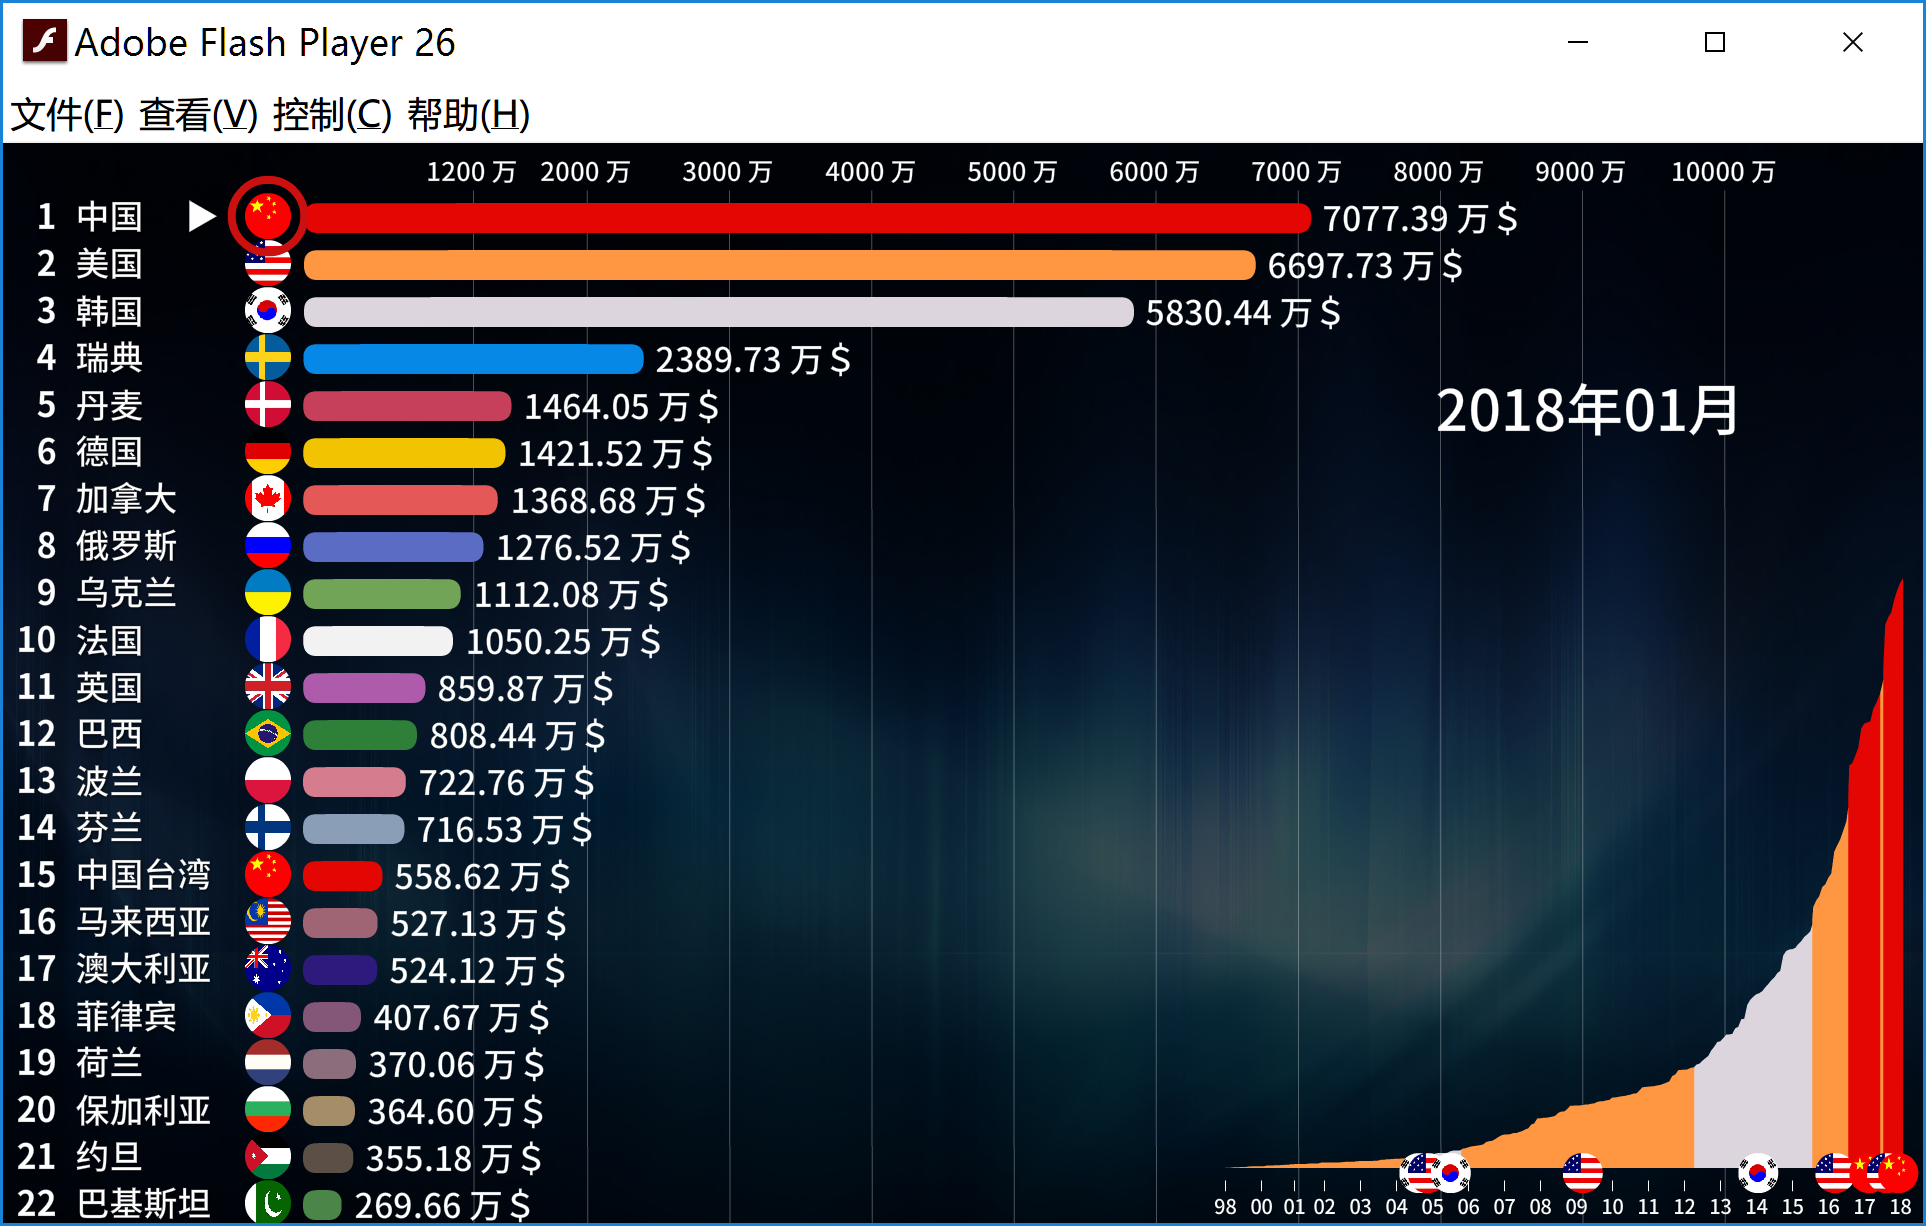 Adobe Flash Player 26
文件(F) 查看(V) 控制(C) 帮助(H)
1200 万 2000 万 3000 万 4000 万 5000 万 6000 万 7000 万 8000 万 9000 万 10000 万
1 中国 7077.39 万 $
2 美国 6697.73 万 $
3 韩国 5830.44 万 $
4 瑞典 2389.73 万 $
2018年01月
5 丹麦 1464.05 万 $
6 德国 1421.52 万 $
7 加拿大 1368.68 万 $
8 俄罗斯 1276.52 万 $
9 乌克兰 1112.08 万 $
10 法国 1050.25 万 $
11 英国 859.87 万 $
12 巴西 808.44 万 $
13 波兰 722.76 万 $
14 芬兰 716.53 万 $
15 中国台湾 558.62 万 $
16 马来西亚 527.13 万 $
17 澳大利亚 524.12 万 $
18 菲律宾 407.67 万 $
19 荷兰 370.06 万 $
20 保加利亚 364.60 万 $
21 约旦 355.18 万 $
22 巴基斯坦 269.66 万 $
98 00 01 02 03 04 05 06 07 08 09 10 11 12 13 14 15 16 17 18